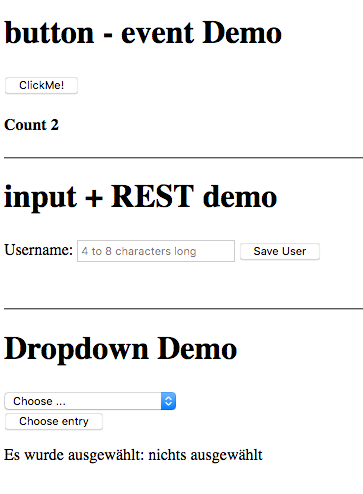 button - event Demo
ClickMe!
Count 2
input + REST demo
Username: 4 to 8 characters long Save User
Dropdown Demo
Choose ...
Choose entry
Es wurde ausgewählt: nichts ausgewählt